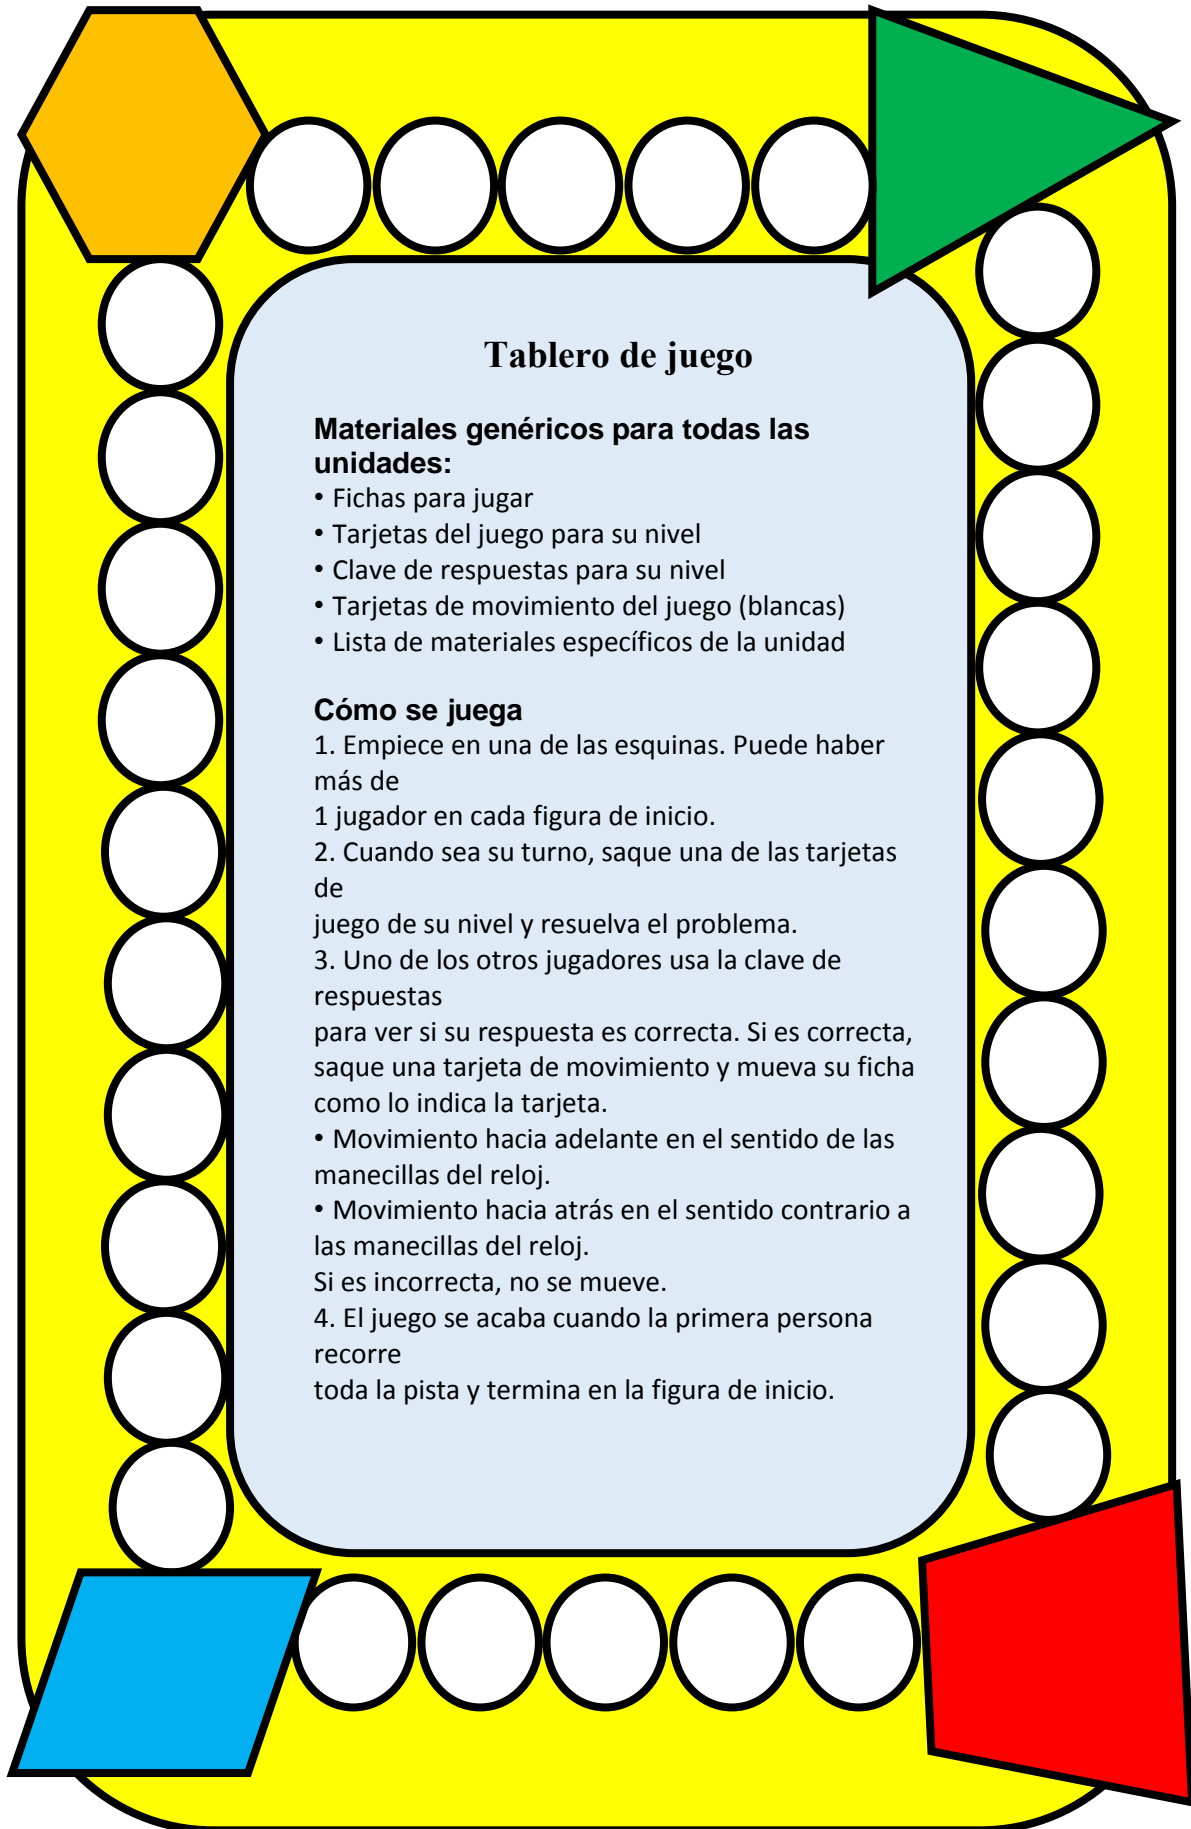 Tablero de juego
Materiales genéricos para todas las
unidades:
• Fichas para jugar
• Tarjetas del juego para su nivel
• Clave de respuestas para su nivel
• Tarjetas de movimiento del juego (blancas)
• Lista de materiales específicos de la unidad
Cómo se juega
1. Empiece en una de las esquinas. Puede haber
más de
1 jugador en cada figura de inicio.
2. Cuando sea su turno, saque una de las tarjetas
de
juego de su nivel y resuelva el problema.
3. Uno de los otros jugadores usa la clave de
respuestas
para ver si su respuesta es correcta. Si es correcta,
saque una tarjeta de movimiento y mueva su ficha
como lo indica la tarjeta.
• Movimiento hacia adelante en el sentido de las
manecillas del reloj.
• Movimiento hacia atrás en el sentido contrario a
las manecillas del reloj.
Si es incorrecta, no se mueve.
4. El juego se acaba cuando la primera persona
recorre
toda la pista y termina en la figura de inicio.